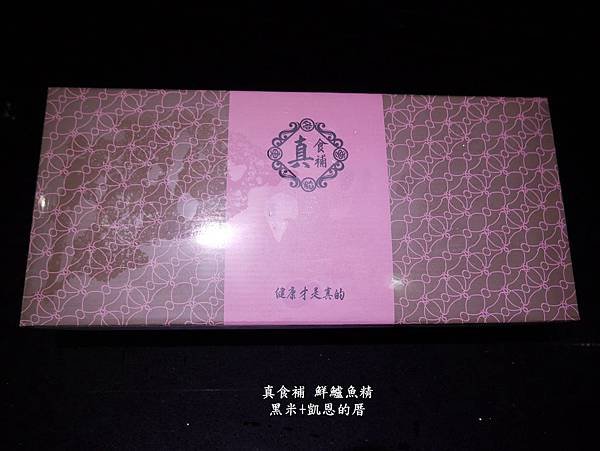 真食補
健康才是真的
真食補 鮮鱸魚精
黑米+凱恩的厝